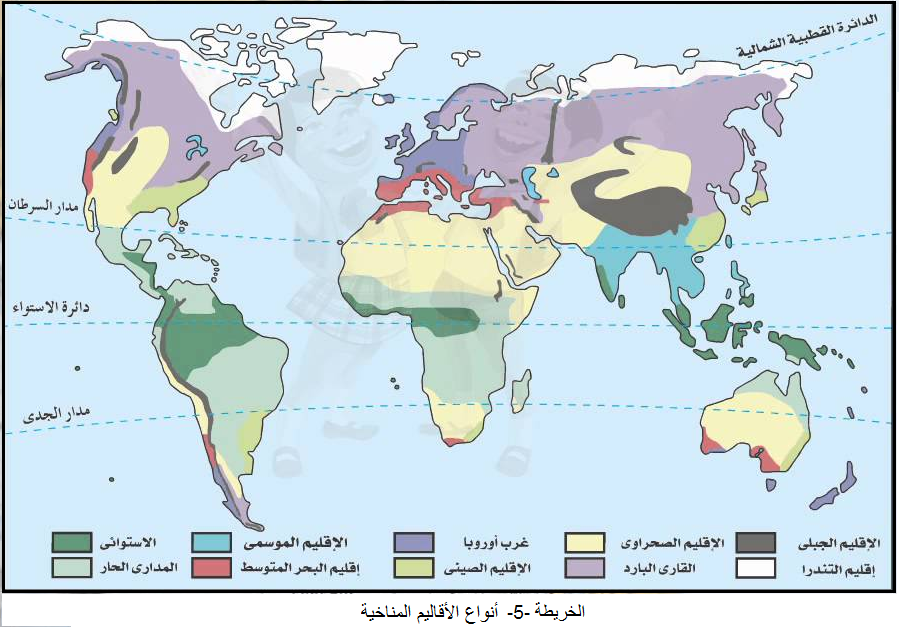 الدائرة القطبية الشمالية
مدار السرطان
دائرة الاستواء
مدار الجدى
الإقليم الجبلى
الإقليم الصحراوى
غرب أوروبا
الإقليم الموسمى
الاستوائى
إقليم التندرا
القارى البارد
الإقليم الصينى
إقليم البحر المتوسط
المدارى الحار
الخريطة -5- أنواع الأقاليم المناخية